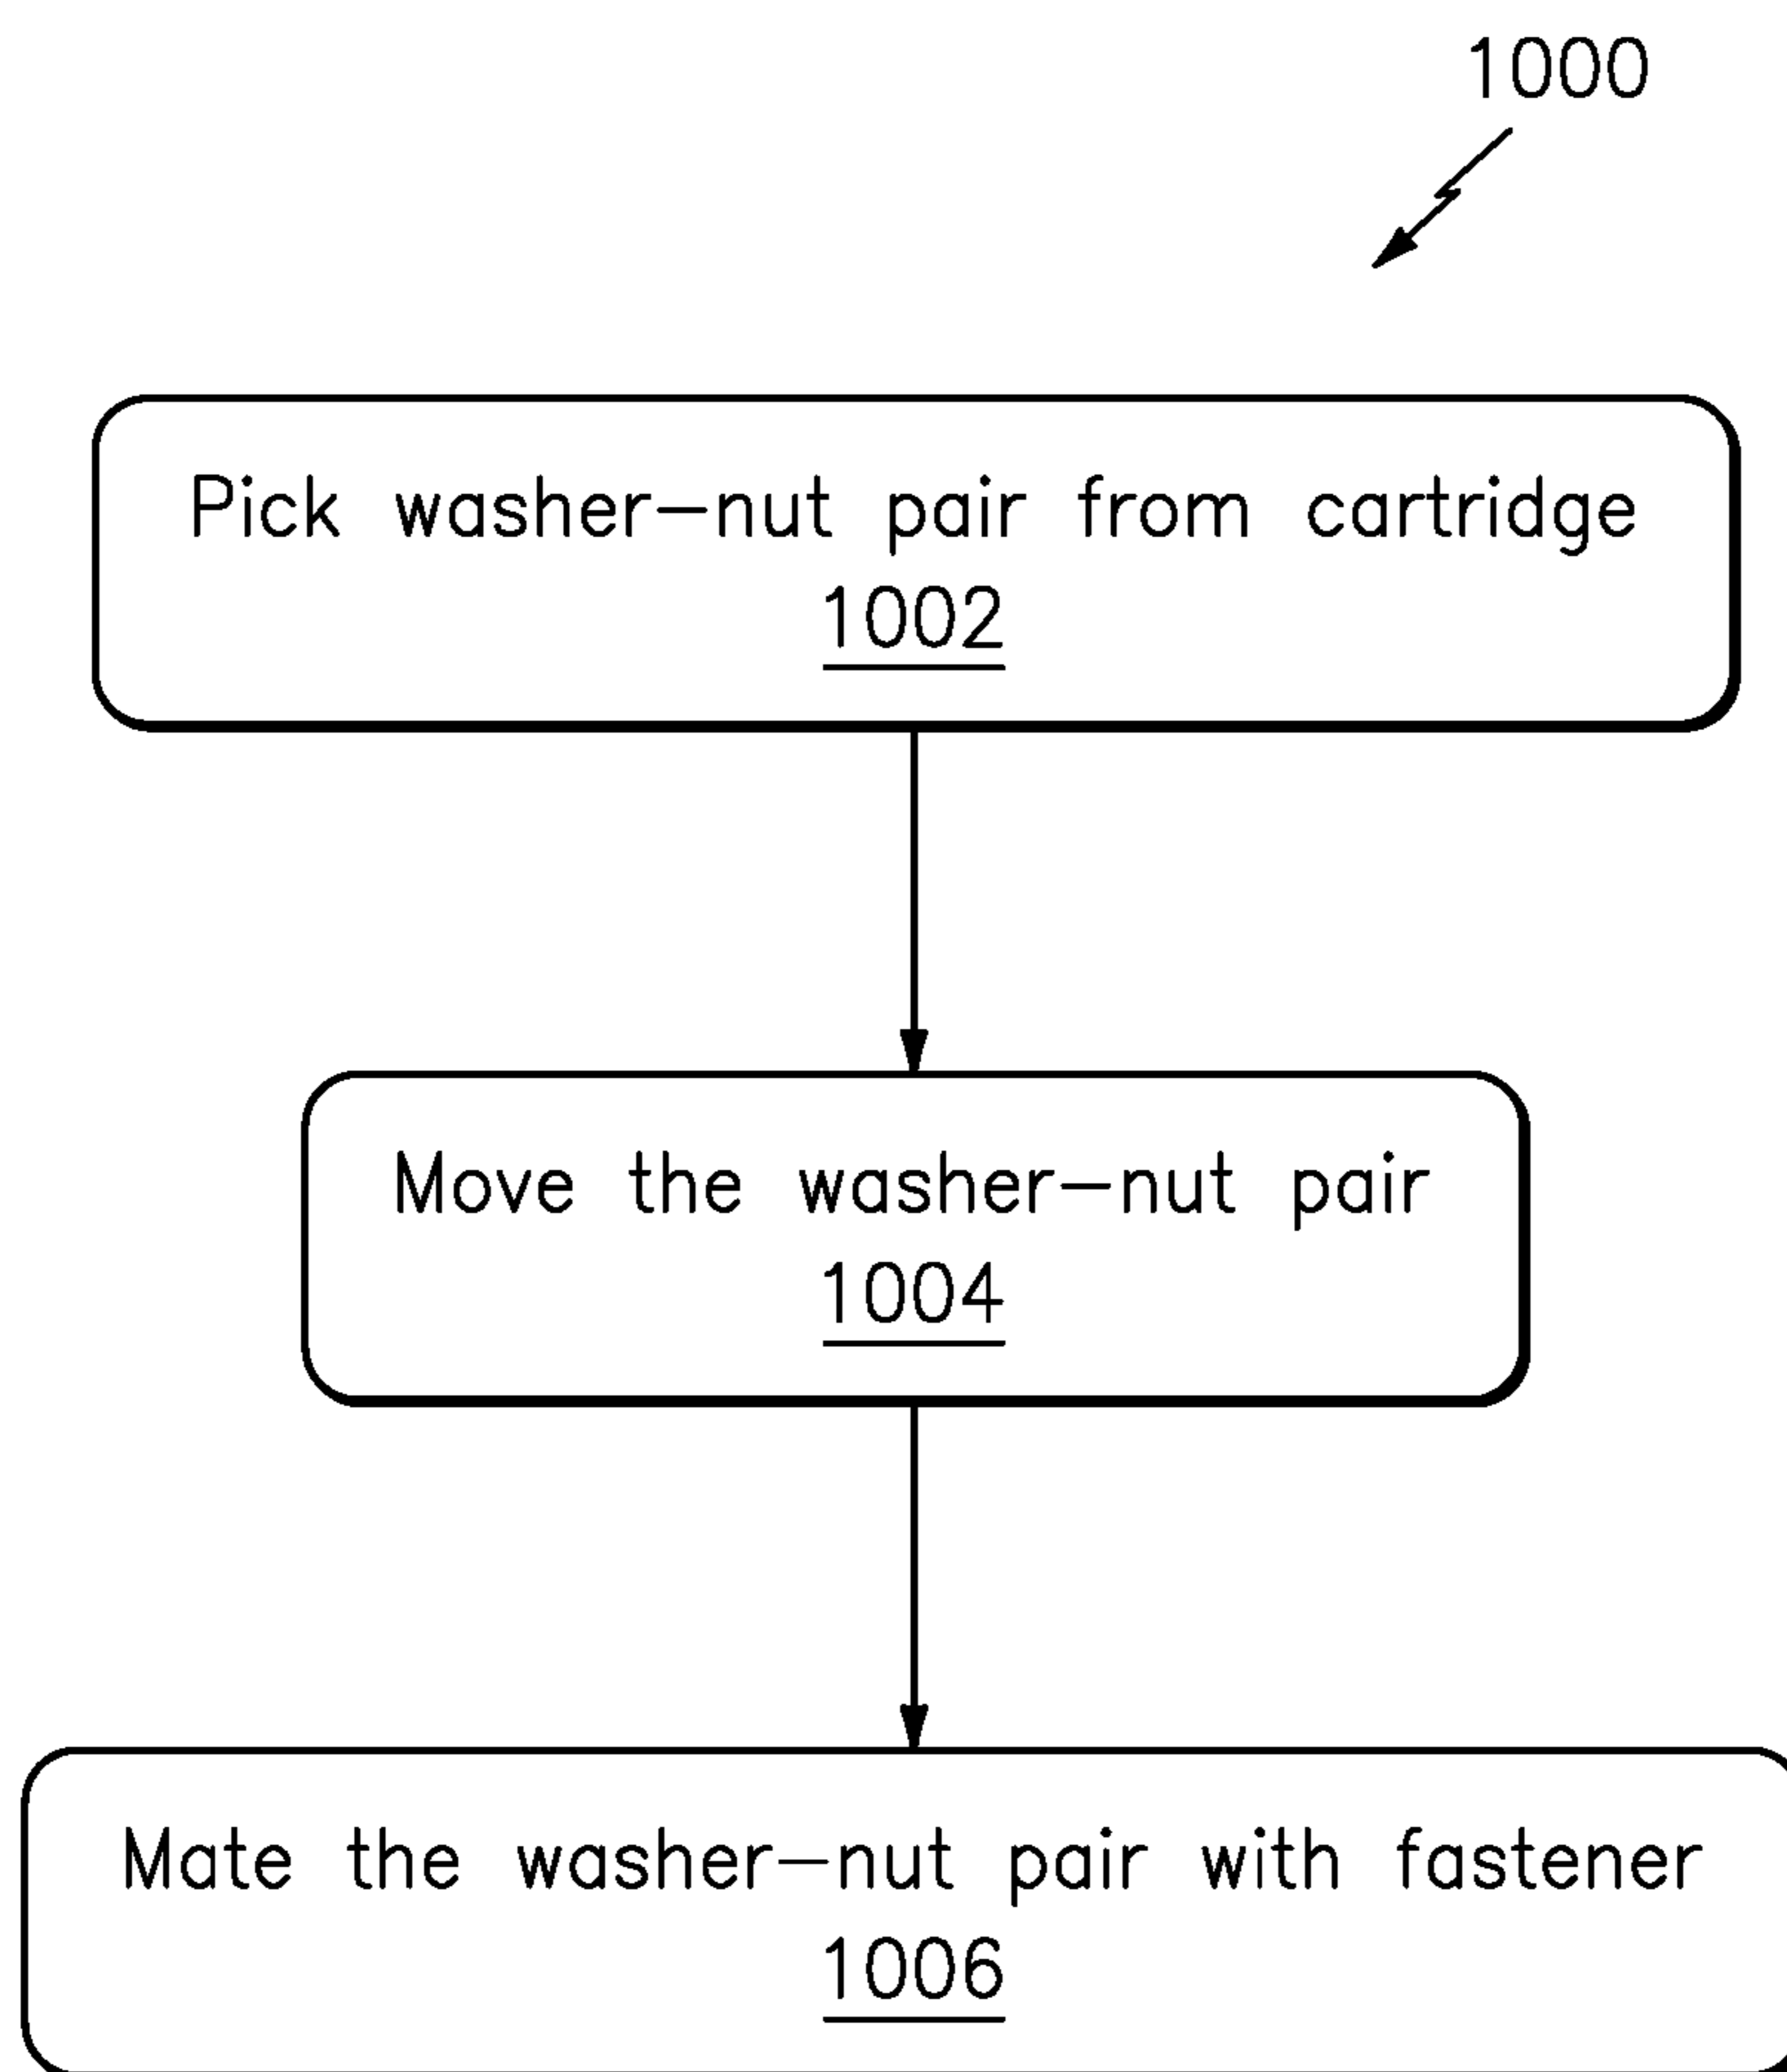 1000
Pick washer-nut pair from cartridge
1002
Move the washer-nut pair
1004
Mate the washer-nut pair with fastener
1006